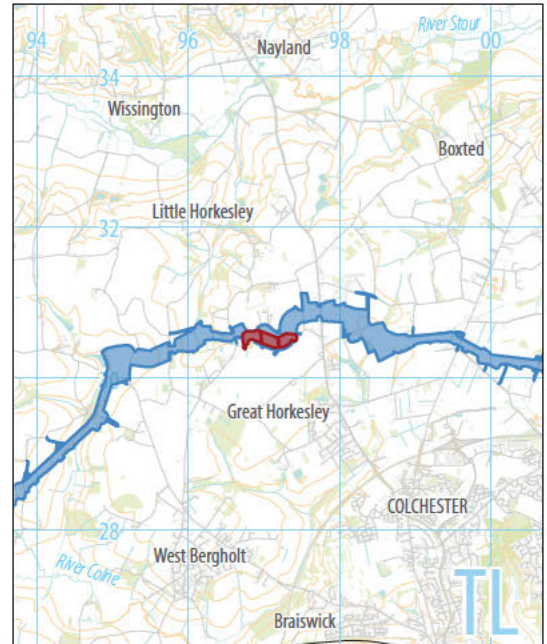 94
96
98
00
River Stour
Nayland
34
Wissington
Boxted
Little Horkesley
32
Great Horkesley
COLCHESTER
28
West Bergholt
River Colne
TL
Braiswick